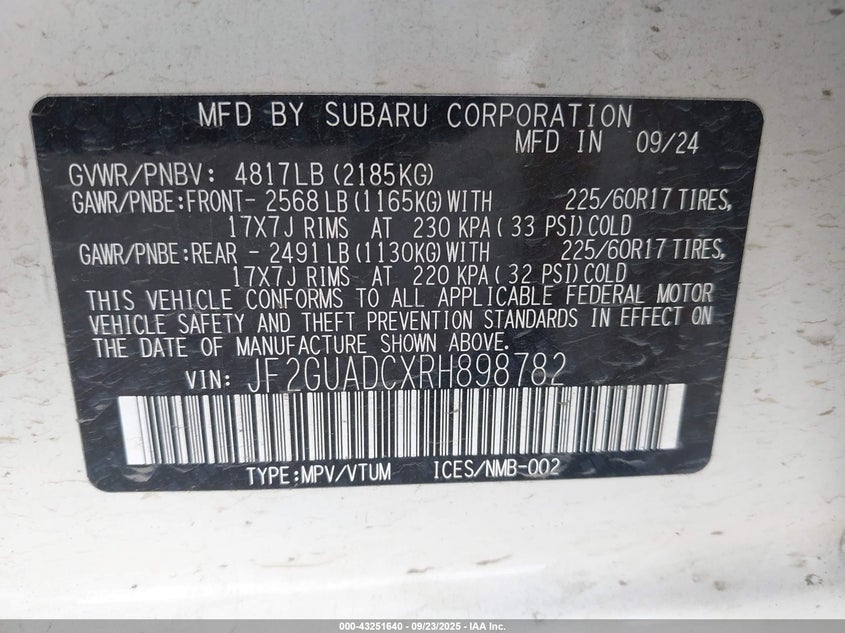 MFD BY SUBARU CORPORATION
MFD IN 09/24
GVWR/PNBV: 4817LB (2185KG)
GAWR/PNBE:FRONT- 2568LB (1165KG) WITH 225/60R17 TIRES,
17X7J RIMS AT 230 KPA (33 PSI) COLD
GAWR/PNBE:REAR - 2491LB (1130KG) WITH 225/60R17 TIRES,
17X7J RIMS AT 220 KPA (32 PSI) COLD
THIS VEHICLE CONFORMS TO ALL APPLICABLE FEDERAL MOTOR
VEHICLE SAFETY AND THEFT PREVENTION STANDARDS IN EFFECT ON
THE DATE OF MANUFACTURE SHOWN ABOVE.
VIN: JF2GUADCXRH898782
TYPE:MPV/VTUM ICES/NMB-002
000-43251640 - 09/23/2025 - IAA Inc.